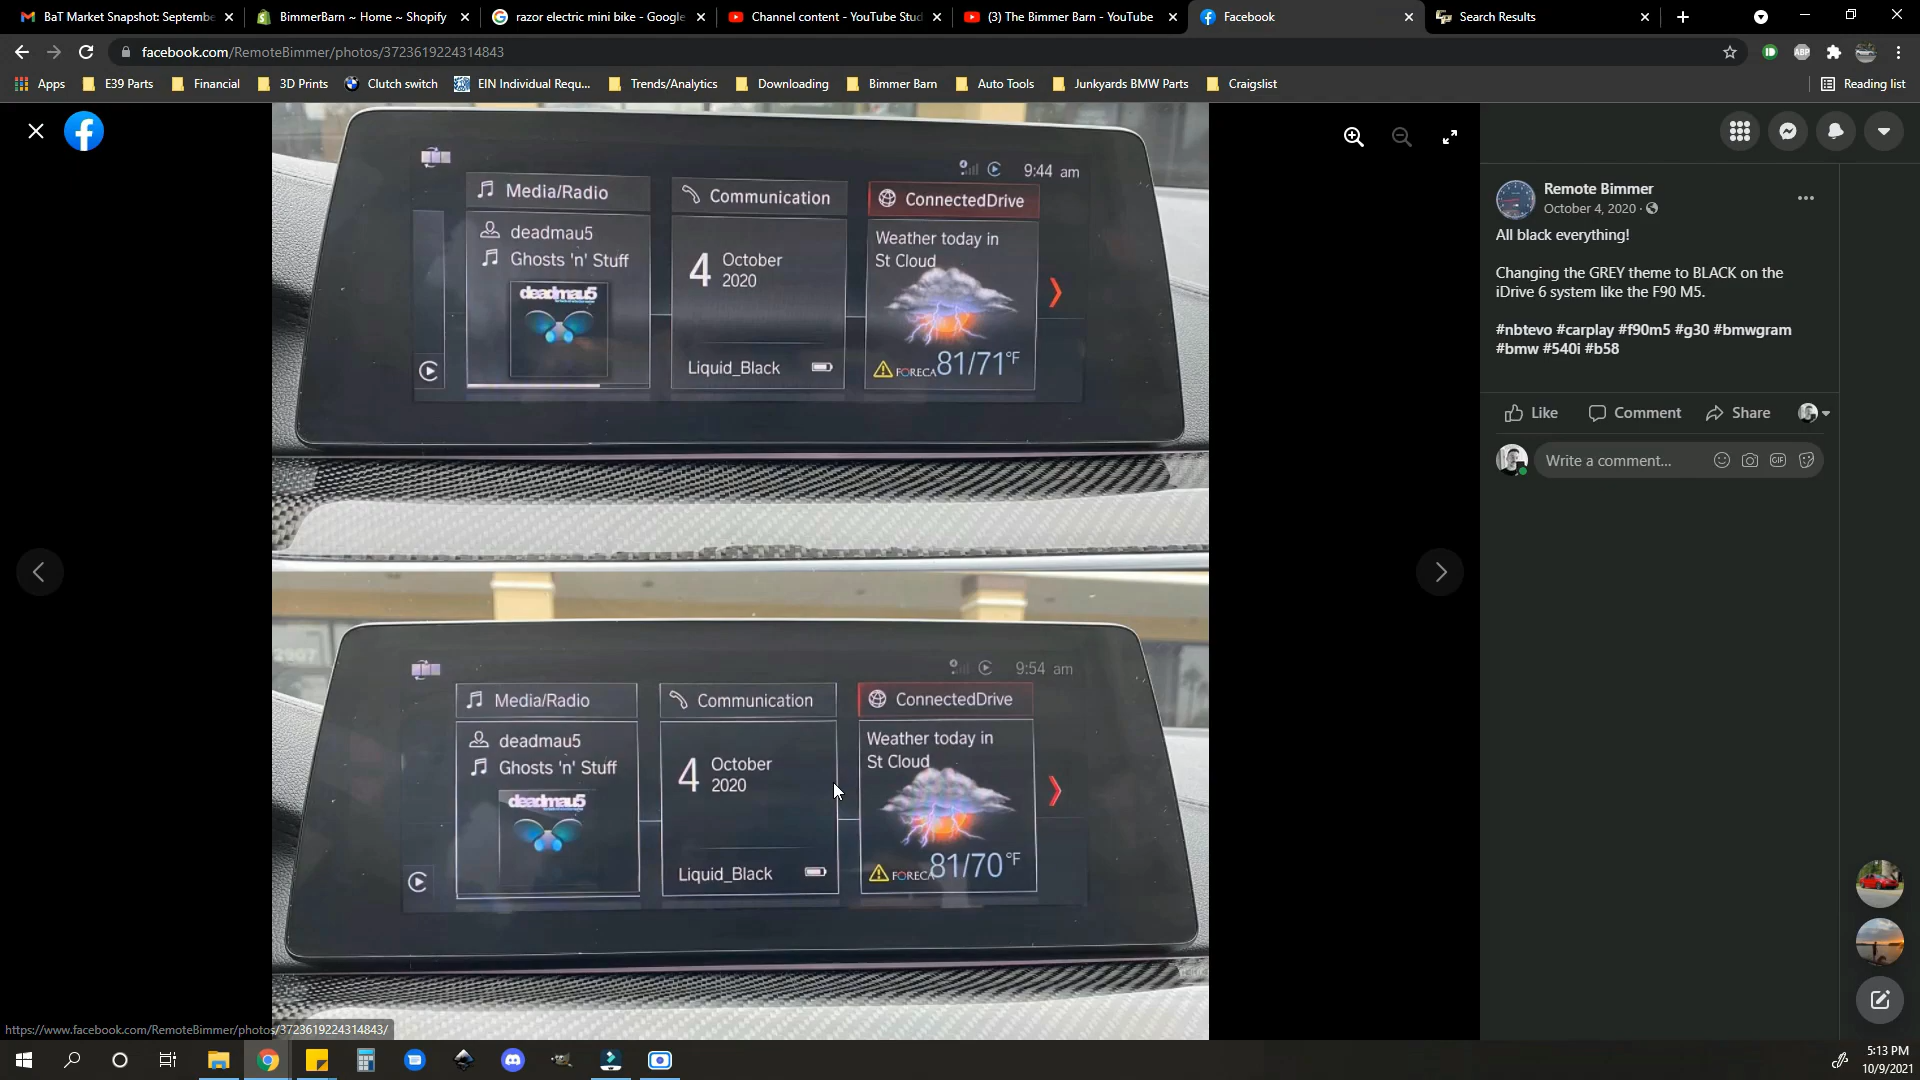 BaT Market Snapshot: Septembe
BimmerBarn ~ Home ~ Shopify
razor electric mini bike - Google
Channel content - YouTube Stud
(3) The Bimmer Barn - YouTube
Facebook
Search Results
facebook.com/RemoteBimmer/photos/3723619224314843
ABP
Apps
E39 Parts
Financial
3D Prints
Clutch switch
EIN Individual Requ...
Trends/Analytics
Downloading
Bimmer Barn
Auto Tools
Junkyards BMW Parts
Craigslist
Reading list
9:44 am
Media/Radio
Communication
ConnectedDrive
deadmau5
Ghosts 'n' Stuff
deadmau5
4 October
2020
Liquid_Black
Weather today in
St Cloud
FORECA 81/71°F
9:54 am
Media/Radio
Communication
ConnectedDrive
deadmau5
Ghosts 'n' Stuff
deadmau5
4 October
2020
Liquid_Black
Weather today in
St Cloud
FORECA 81/70°F
Remote Bimmer
October 4, 2020 ·
All black everything!
Changing the GREY theme to BLACK on the
iDrive 6 system like the F90 M5.
#nbtevo #carplay #f90m5 #g30 #bmwgram
#bmw #540i #b58
Like
Comment
Share
Write a comment...
GIF
https://www.facebook.com/RemoteBimmer/photos/3723619224314843/
5:13 PM
10/9/2021